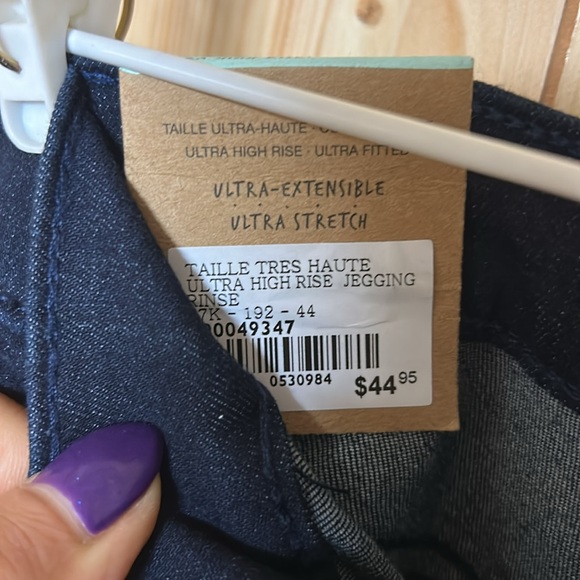 TAILLE ULTRA-HAUTE ·
ULTRA HIGH RISE · ULTRA FITTED
ULTRA-EXTENSIBLE
ULTRA STRETCH
TAILLE TRES HAUTE
ULTRA HIGH RISE JEGGING
RINSE
7K - 192 - 44
0049347
0530984
$44.95